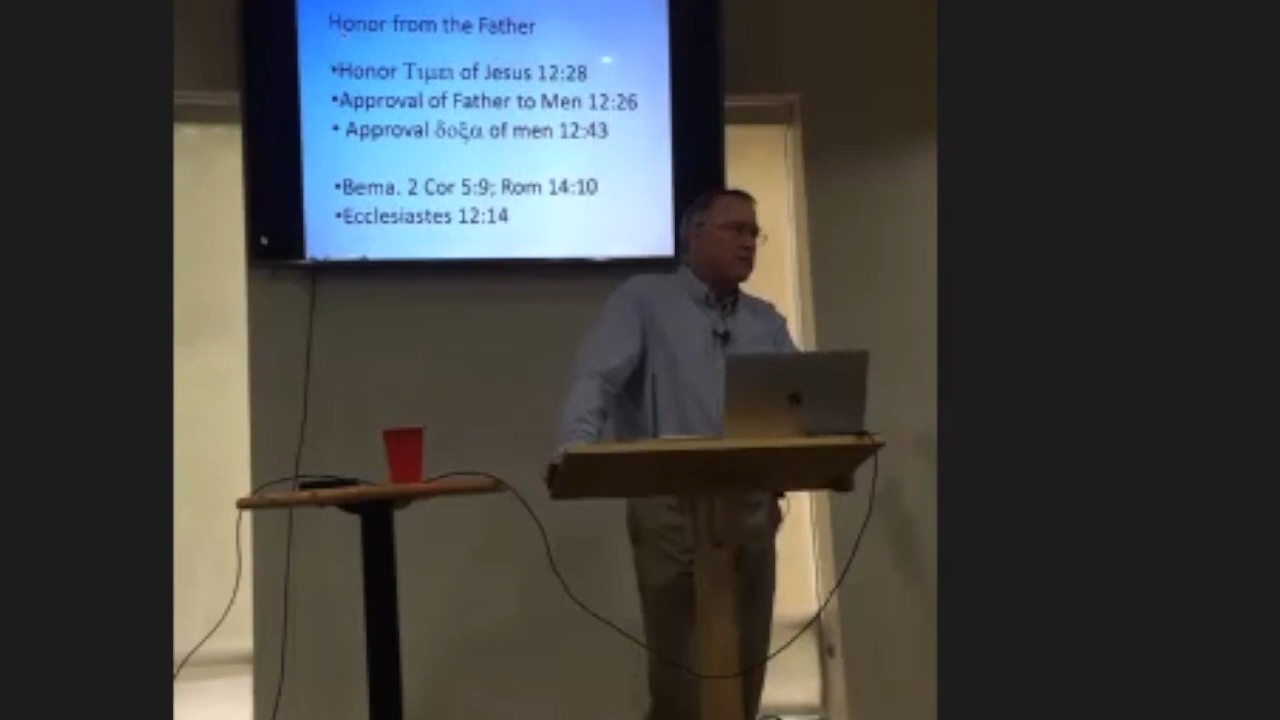 Honor from the Father
•Honor Τιμει of Jesus 12:28
•Approval of Father to Men 12:26
• Approval δοξα of men 12:43
•Bema. 2 Cor 5:9; Rom 14:10
•Ecclesiastes 12:14